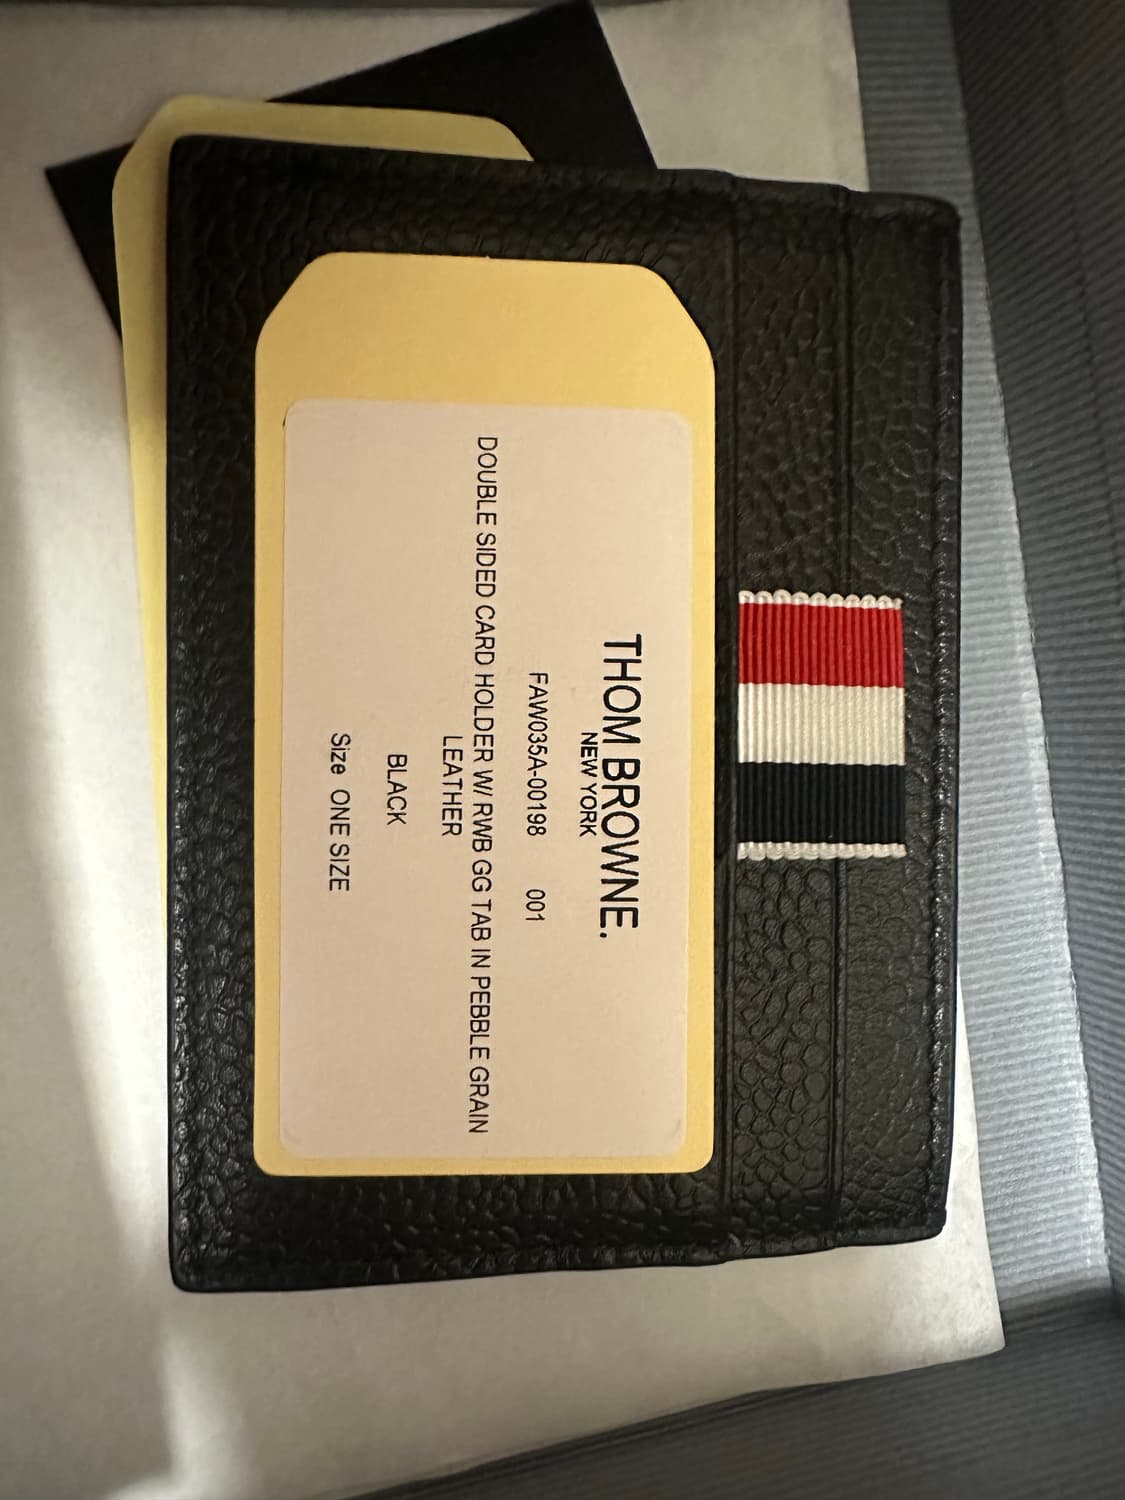 THOM BROWNE.
NEW YORK
FAW035A-00198 001
DOUBLE SIDED CARD HOLDER W/ RWB GG TAB IN PEBBLE GRAIN
LEATHER
BLACK
Size ONE SIZE